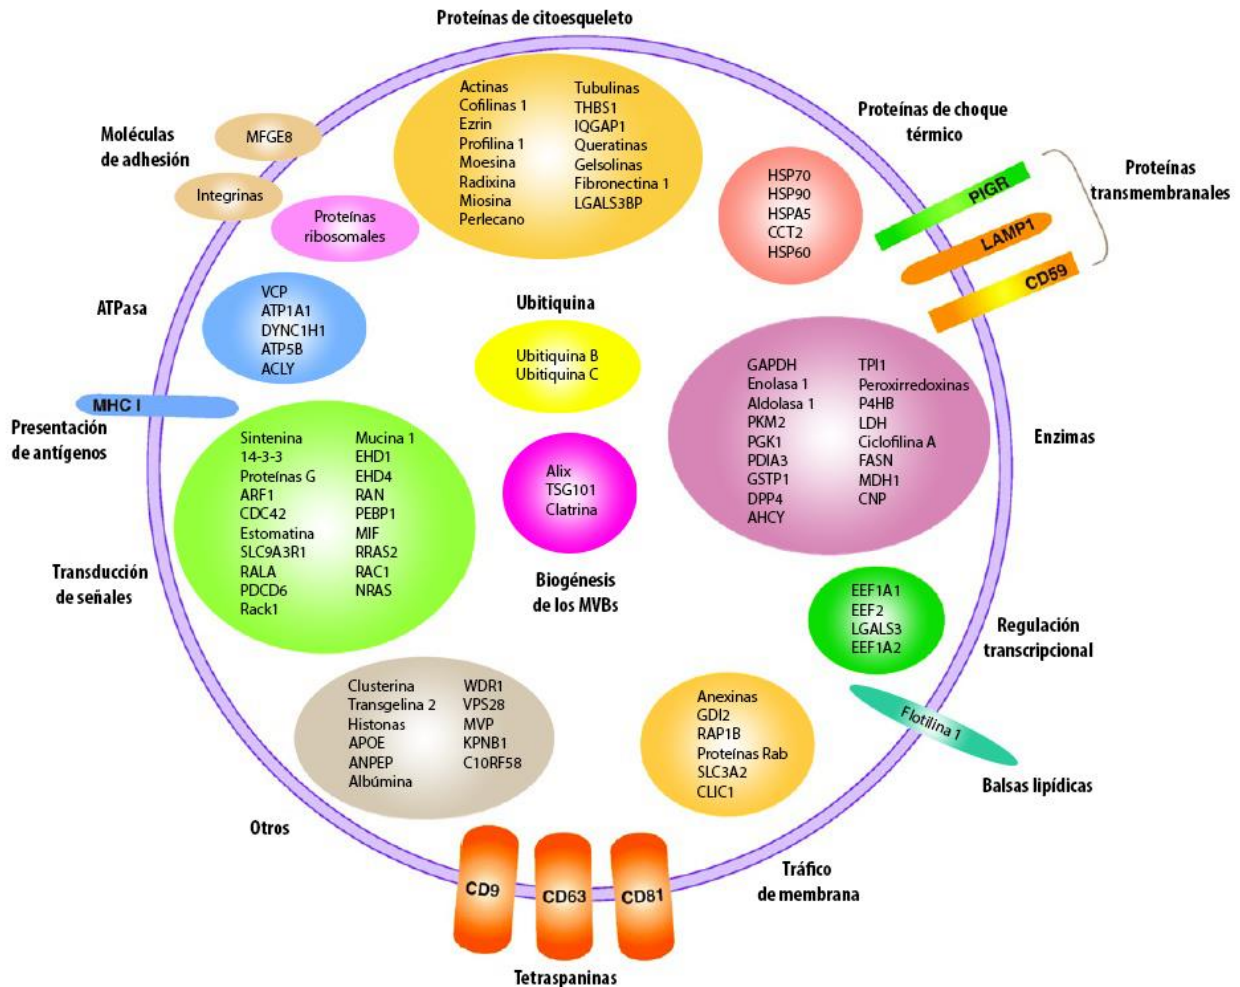 Proteínas de citoesqueleto
Actinas
Cofilinas 1
Ezrin
Profilina 1
Moesina
Radixina
Miosina
Perlecano
Tubulinas
THBS1
IQGAP1
Queratinas
Gelsolinas
Fibronectina 1
LGALS3BP
Moléculas
de adhesión
MFGE8
Integrinas
Proteínas
ribosomales
Proteínas de choque
térmico
HSP70
HSP90
HSPA5
CCT2
HSP60
Proteínas
transmembranales
PIGR
LAMP1
CD59
ATPasa
VCP
ATP1A1
DYNC1H1
ATP5B
ACLY
Ubitiquina
Ubitiquina B
Ubitiquina C
MHC I
Presentación
de antígenos
GAPDH
Enolasa 1
Aldolasa 1
PKM2
PGK1
PDIA3
GSTP1
DPP4
AHCY
TPI1
Peroxirredoxinas
P4HB
LDH
Ciclofilina A
FASN
MDH1
CNP
Enzimas
Sintenina
14-3-3
Proteínas G
ARF1
CDC42
Estomatina
SLC9A3R1
RALA
PDCD6
Rack1
Mucina 1
EHD1
EHD4
RAN
PEBP1
MIF
RRAS2
RAC1
NRAS
Transducción
de señales
Alix
TSG101
Clatrina
Biogénesis
de los MVBs
EEF1A1
EEF2
LGALS3
EEF1A2
Regulación
transcripcional
Flotilina 1
Balsas lipídicas
Clusterina
Transgelina 2
Histonas
APOE
ANPEP
Albúmina
WDR1
VPS28
MVP
KPNB1
C10RF58
Otros
Anexinas
GDI2
RAP1B
Proteínas Rab
SLC3A2
CLIC1
Tráfico
de membrana
CD9
CD63
CD81
Tetraspaninas